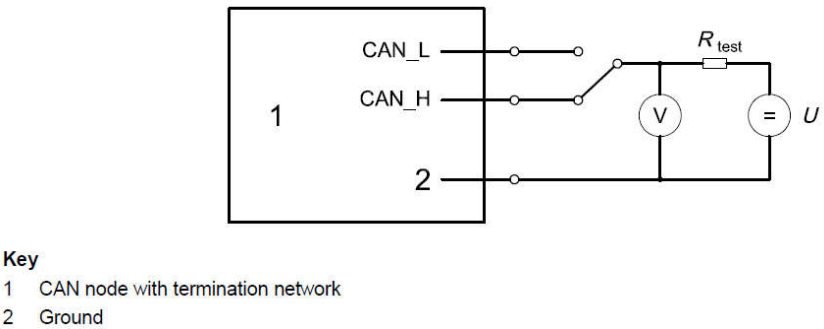 CAN_L
R test
CAN_H
1
V
=
U
2
Key
1 CAN node with termination network
2 Ground